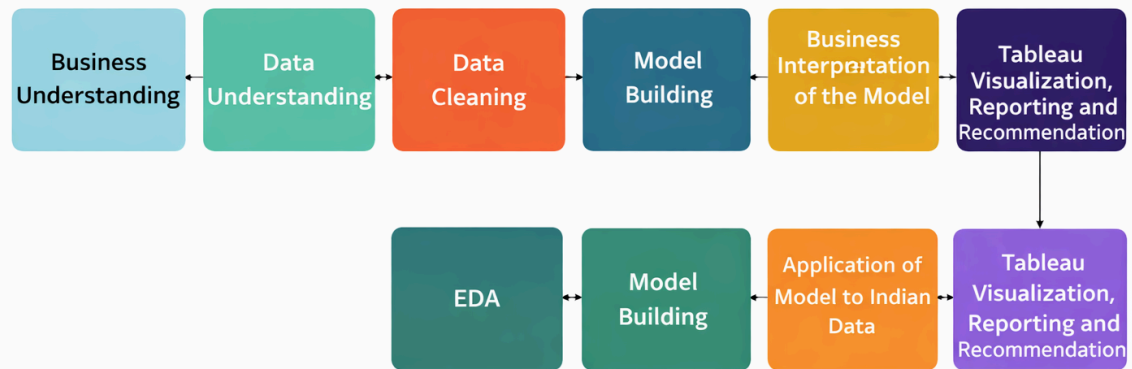 Business
Understanding
Data
Understanding
Data
Cleaning
Model
Building
Business
Interpretation
of the Model
Tableau
Visualization,
Reporting and
Recommendation
EDA
Model
Building
Application of
Model to Indian
Data
Tableau
Visualization,
Reporting and
Recommendation